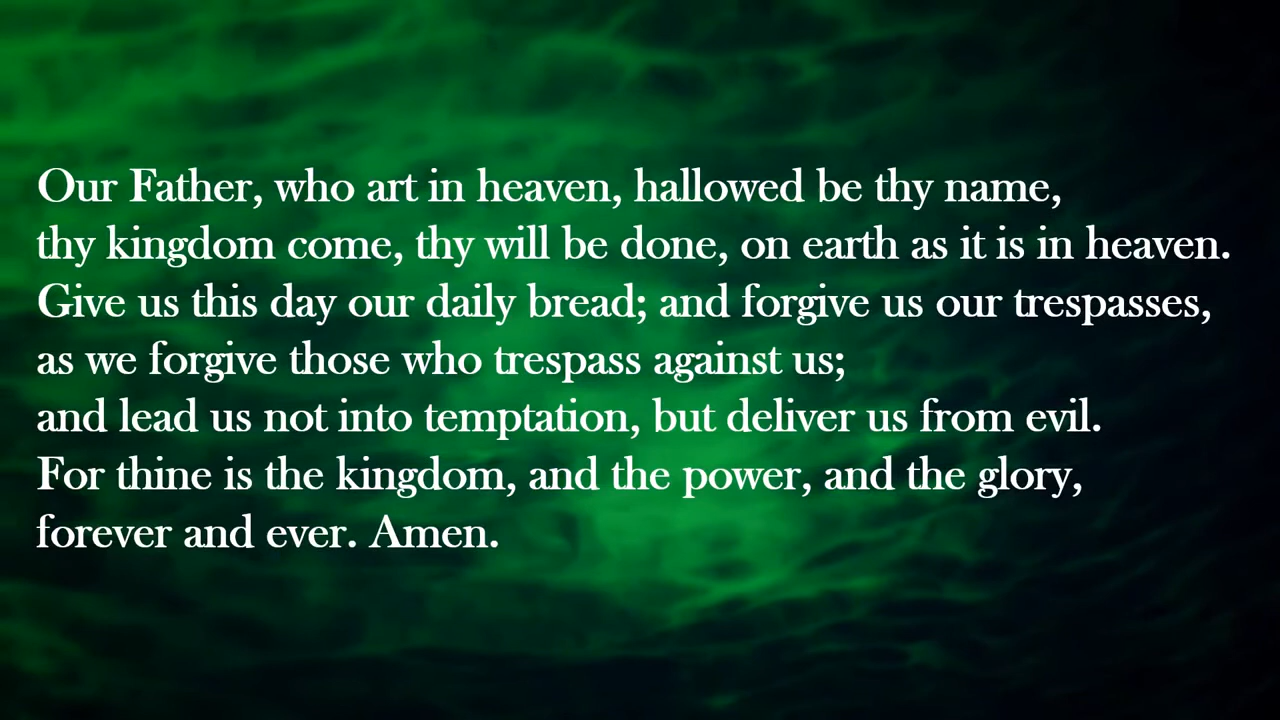 Our Father, who art in heaven, hallowed be thy name,
thy kingdom come, thy will be done, on earth as it is in heaven.
Give us this day our daily bread; and forgive us our trespasses,
as we forgive those who trespass against us;
and lead us not into temptation, but deliver us from evil.
For thine is the kingdom, and the power, and the glory,
forever and ever. Amen.